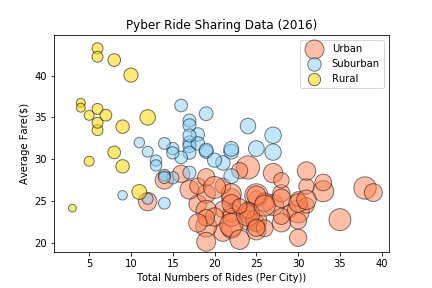 Pyber Ride Sharing Data (2016)
Urban
Suburban
Rural
Average Fare($)
40
35
30
25
20
5
10
15
20
25
30
35
40
Total Numbers of Rides (Per City))